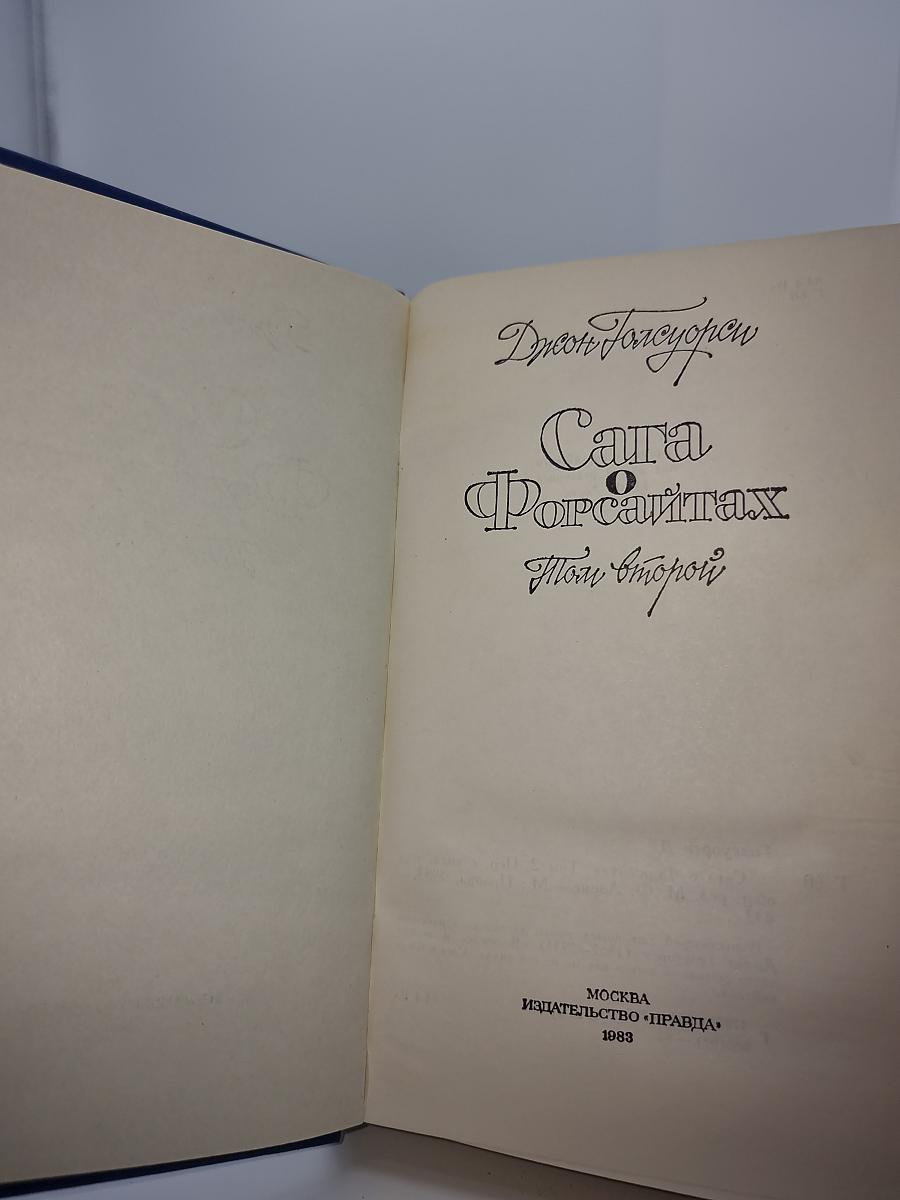 Джон Голсуорси
Сага
о
Форсайтах
Том второй
МОСКВА
ИЗДАТЕЛЬСТВО «ПРАВДА»
1983